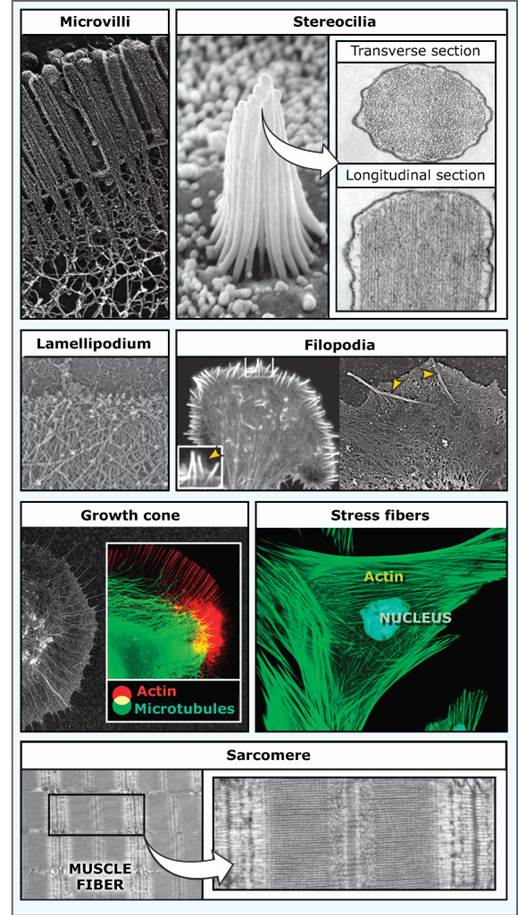 Microvilli
Stereocilia
Transverse section
Longitudinal section
Lamellipodium
Filopodia
Growth cone
Actin
Microtubules
Stress fibers
Actin
NUCLEUS
Sarcomere
MUSCLE
FIBER